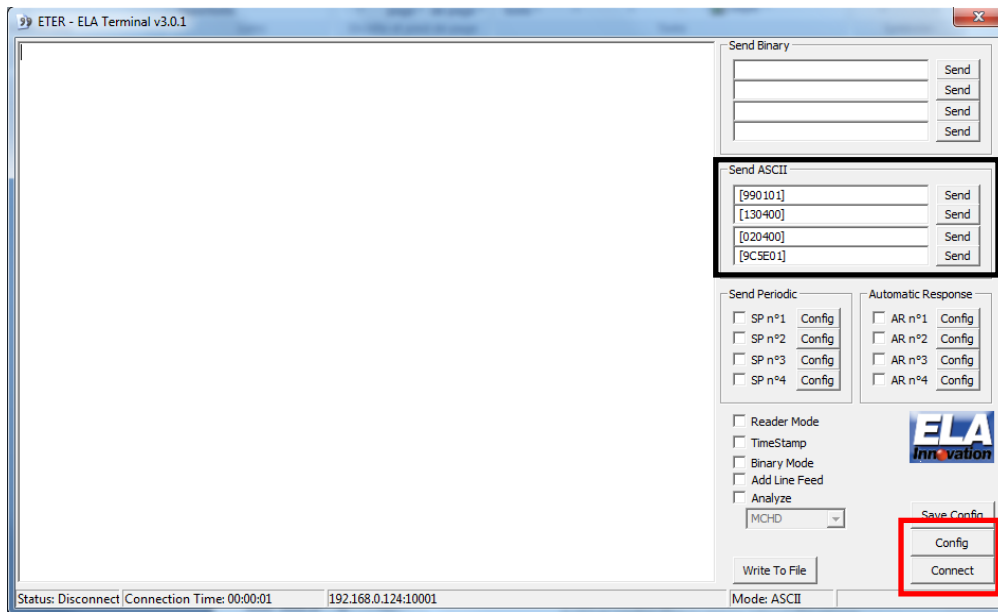 ETER - ELA Terminal v3.0.1
Send Binary
Send
Send
Send
Send
Send ASCII
[990101] Send
[130400] Send
[020400] Send
[9C5E01] Send
Send Periodic
SP n°1 Config
SP n°2 Config
SP n°3 Config
SP n°4 Config
Automatic Response
AR n°1 Config
AR n°2 Config
AR n°3 Config
AR n°4 Config
Reader Mode
TimeStamp
Binary Mode
Add Line Feed
Analyze
MCHD
ELA
Innovation
Save Config
Config
Write To File
Connect
Status: Disconnect Connection Time: 00:00:01 192.168.0.124:10001 Mode: ASCII